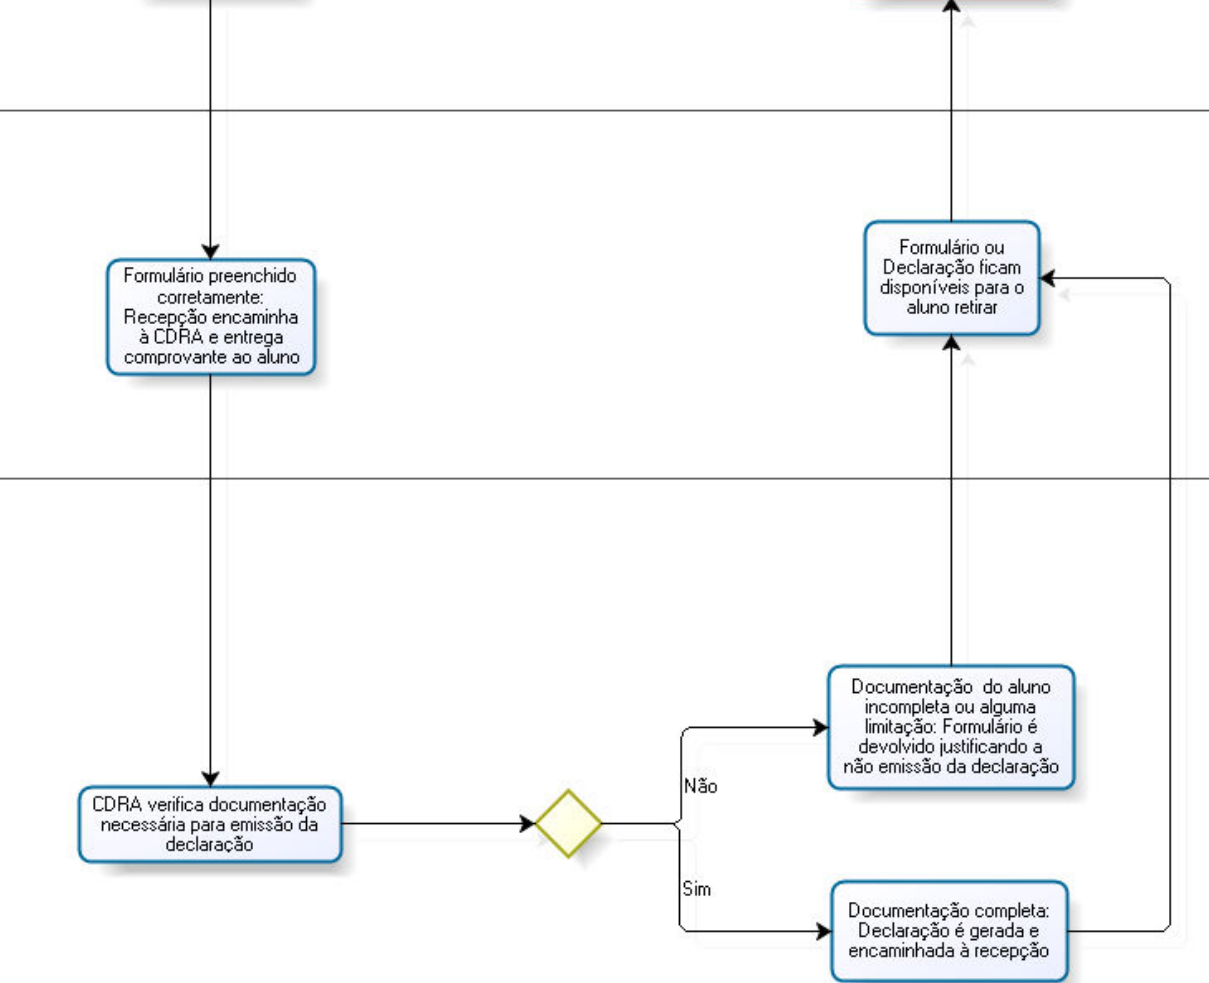 Formulário preenchido
corretamente:
Recepção encaminha
à CDRA e entrega
comprovante ao aluno
Formulário ou
Declaração ficam
disponíveis para o
aluno retirar
Documentação  do aluno
incompleta ou alguma
limitação: Formulário é
devolvido justificando a
não emissão da declaração
Não
CDRA verifica documentação
necessária para emissão da
declaração
Sim
Documentação completa:
Declaração é gerada e
encaminhada à recepção